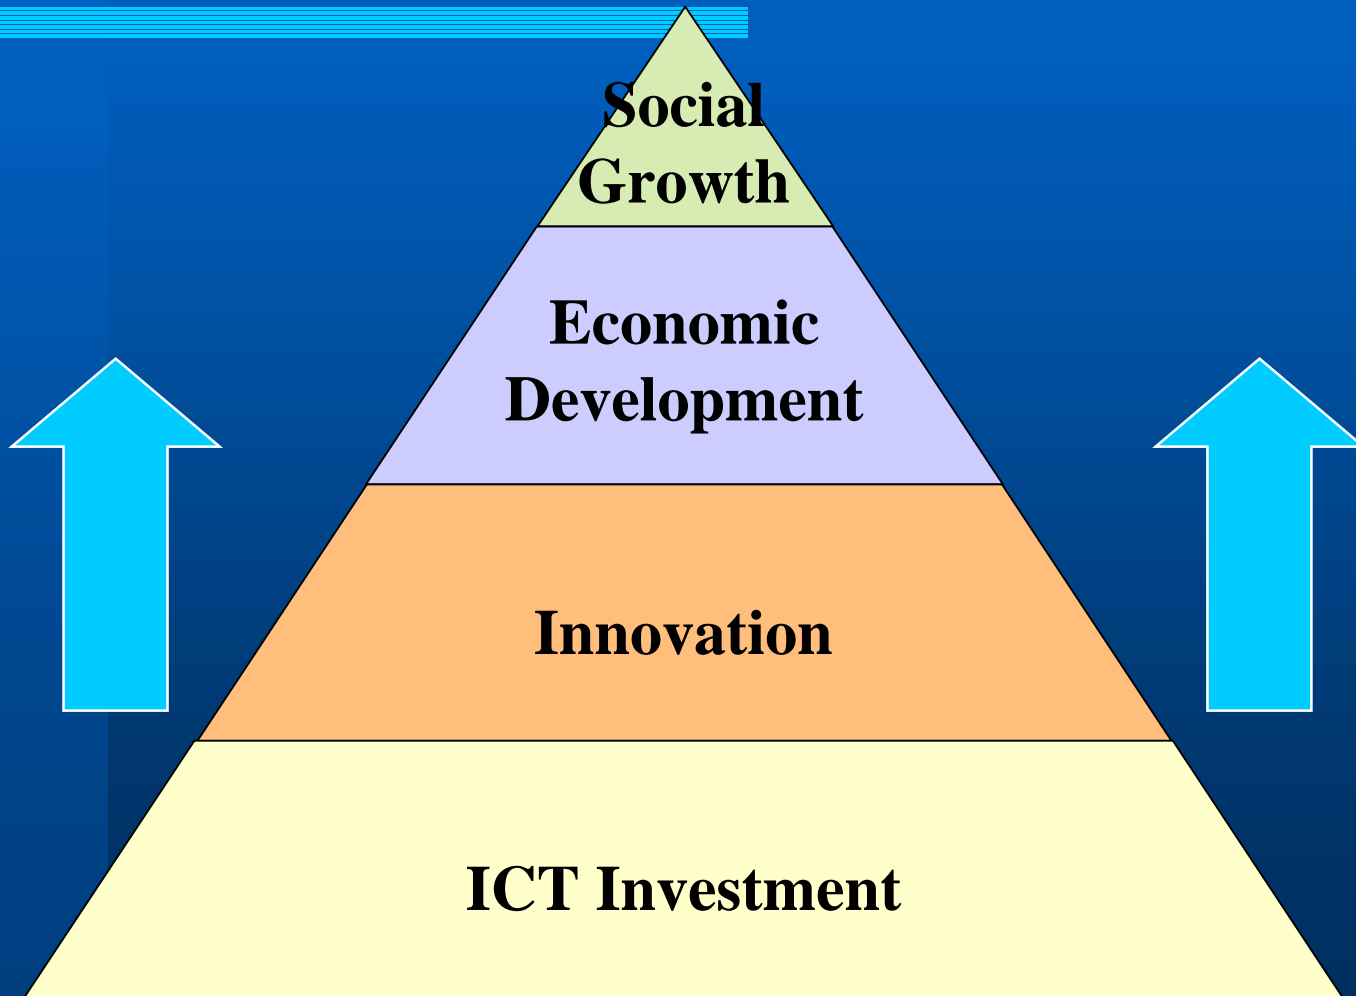 Social
Growth
Economic
Development
Innovation
ICT Investment